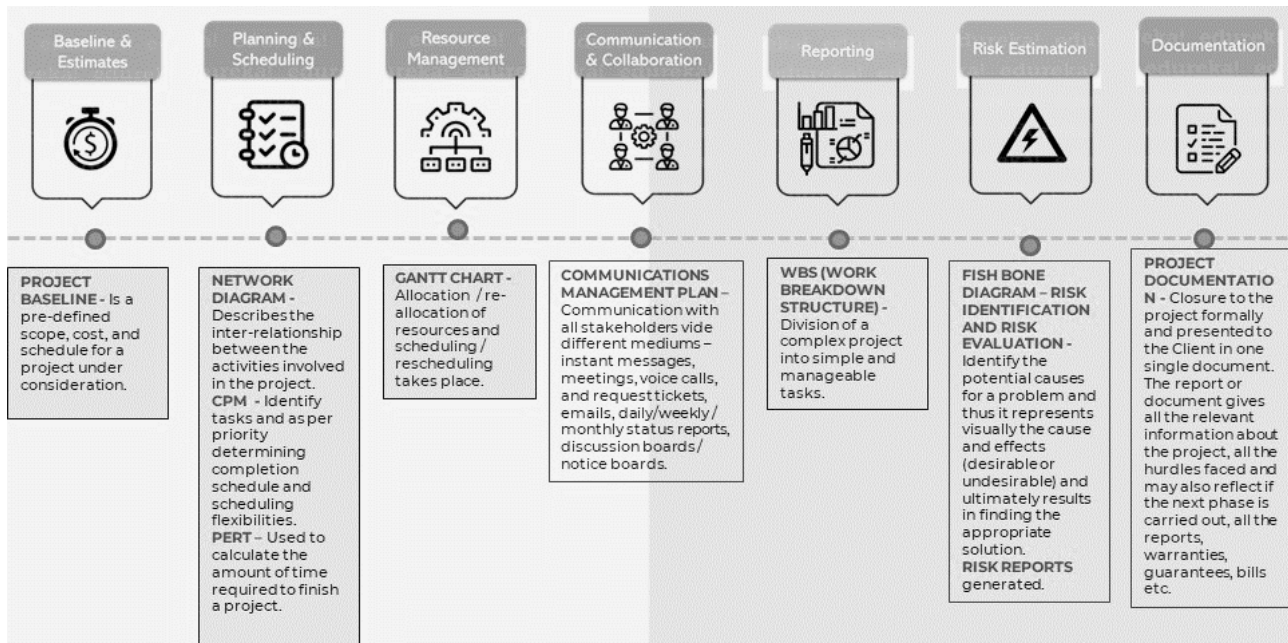 Baseline &
Estimates
Planning &
Scheduling
Resource
Management
Communication
& Collaboration
Reporting
Risk Estimation
Documentation
PROJECT
BASELINE - Is a
pre-defined
scope, cost, and
schedule for a
project under
consideration.
NETWORK
DIAGRAM -
Describes the
inter-relationship
between the
activities involved
in the project.
CPM - Identify
tasks and as per
priority
determining
completion
schedule and
scheduling
flexibilities.
PERT – Used to
calculate the
amount of time
required to finish
a project.
GANTT CHART -
Allocation / re-
allocation of
resources and
scheduling /
rescheduling
takes place.
COMMUNICATIONS
MANAGEMENT PLAN –
Communication with
all stakeholders vide
different mediums –
instant messages,
meetings, voice calls,
and request tickets,
emails, daily/weekly/
monthly status reports,
discussion boards/
notice boards.
WBS (WORK
BREAKDOWN
STRUCTURE) -
Division of a
complex project
into simple and
manageable
tasks.
FISH BONE
DIAGRAM – RISK
IDENTIFICATION
AND RISK
EVALUATION -
Identify the
potential causes
for a problem and
thus it represents
visually the cause
and effects
(desirable or
undesirable) and
ultimately results
in finding the
appropriate
solution.
RISK REPORTS
generated.
PROJECT
DOCUMENTATIO
N - Closure to the
project formally
and presented to
the Client in one
single document.
The report or
document gives
all the relevant
information about
the project, all the
hurdles faced and
may also reflect if
the next phase is
carried out, all the
reports,
warranties,
guarantees, bills
etc.